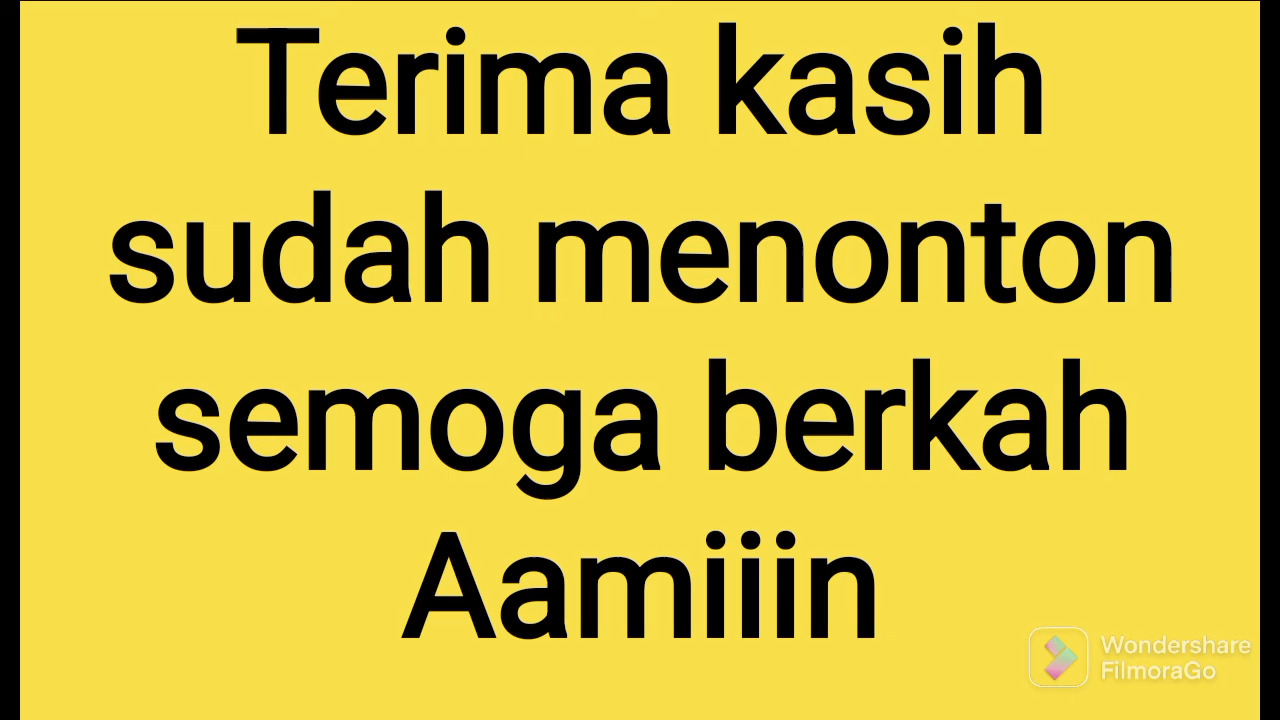 Terima kasih
sudah menonton
semoga berkah
Aamiiin
Wondershare
FilmoraGo